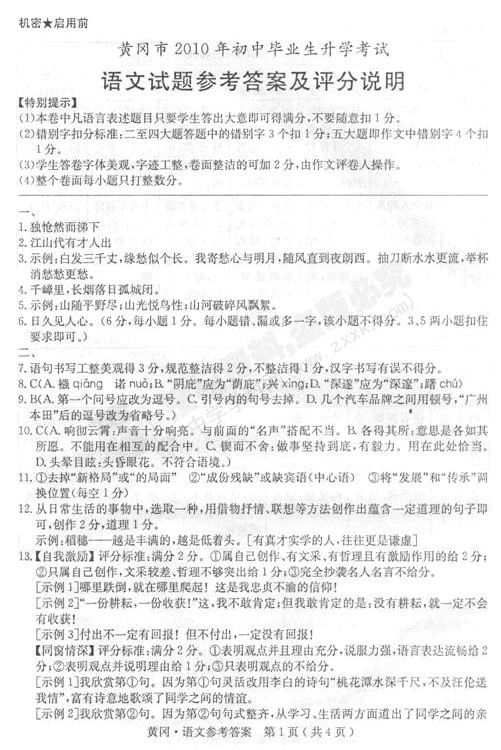 机密★启用前
黄冈市2010年初中毕业生升学考试
语文试题参考答案及评分说明
【特别提示】
(1)本卷中凡语言表述题目只要学生答出大意即可得满分,不要随意扣1分。
(2)错别字扣分标准:二至四大题答题中的错别字3个扣1分;五大题即作文中错别字4个扣
1分。
(3)学生答卷字体美观,字迹工整,卷面整洁的可加2分,由作文评卷人操作。
(4)整个卷面每小题只打整数分。
一、
1.独怆然而涕下
2.江山代有才人出
3.示例:白发三千丈,缘愁似个长。我寄愁心与明月,随风直到夜朗西。抽刀断水水更流,举杯
消愁愁更愁。
4.千嶂里,长烟落日孤城闭。
5.示例:山随平野尽;山光悦鸟性;山河破碎风飘絮。
6.日久见人心。(6分,每小题1分。每小题错、漏或多一字,该小题不得分。3、5两小题扣住
要求即可。)
二、
7.语句书写工整美观得3分,规范整洁得2分,不整洁得1分,汉字书写有误不得分。
8.C(A.襁qiǎng 诺nuò;B.“阴庇”应为“荫庇”;兴xīng;D.“深遂”应为“深邃”;躇chú)
9.B(A.第一个问号应改为逗号。C.引号内的句号去掉。D.几个汽车品牌之间用顿号,“广州
本田”后的逗号改为省略号。)
10.C(A.响彻云霄:声音十分响亮。与前面的“名声”搭配不当。B.各得其所:意思是各如其
所愿。不能用在相互的配合中。C.锲而不舍:做事坚持到底,有毅力。用在此处恰当。
D.头晕目眩:头昏眼花。不符合语境。)
11.①去掉“新格局”或“的局面” ②“成份残缺”或缺宾语(中心语) ③将“发展”和“传承”调
换位置(每空1分)
12.从日常生活的事物中,选取一种,用借物抒情、联想等方法创作出蕴含一定道理的句子即
可,创作2分,道理1分。
示例:稻穗——越是丰满的,越是低着头。[有真才实学的人,往往更是谦虚]
13.【自我激励】评分标准:满分2分。①属自己创作、有文采、有哲理且有激励作用的给2分;
②只属自己创作,文采较差、哲理不够突出给1分;③完全抄袭名人名言不给分。
[示例1]哪里跌倒,就在哪里爬起!这是我忠贞不渝的信仰!
[示例2]“一份耕耘,一份收获!”这,我不敢肯定;但我敢肯定的是:没有耕耘,就一定不会
有收获!
[示例3]付出不一定有回报!但不付出,一定没有回报!
【同窗情深】评分标准:满分2分。①表明观点并且理由充分,说服力强,语言表达流畅给2
分;②表明观点并说明理由给1分;③只表明观点的不给分。
[示例1]我欣赏第①句。因为第①句灵活改用李白的诗句“桃花潭水深千尺,不及汪伦送
我情”,富有诗意地歌颂了同学之间的情谊。
[示例2]我欣赏第②句。因为第②句句式整齐,从学习、生活两方面道出了同学之间的亲
黄冈·语文参考答案 第1页(共4页)